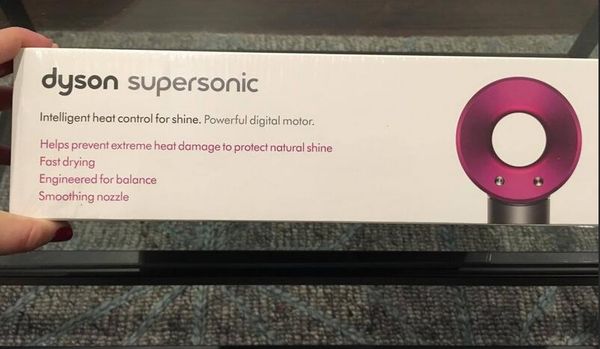 dyson supersonic
Intelligent heat control for shine. Powerful digital motor.
Helps prevent extreme heat damage to protect natural shine
Fast drying
Engineered for balance
Smoothing nozzle